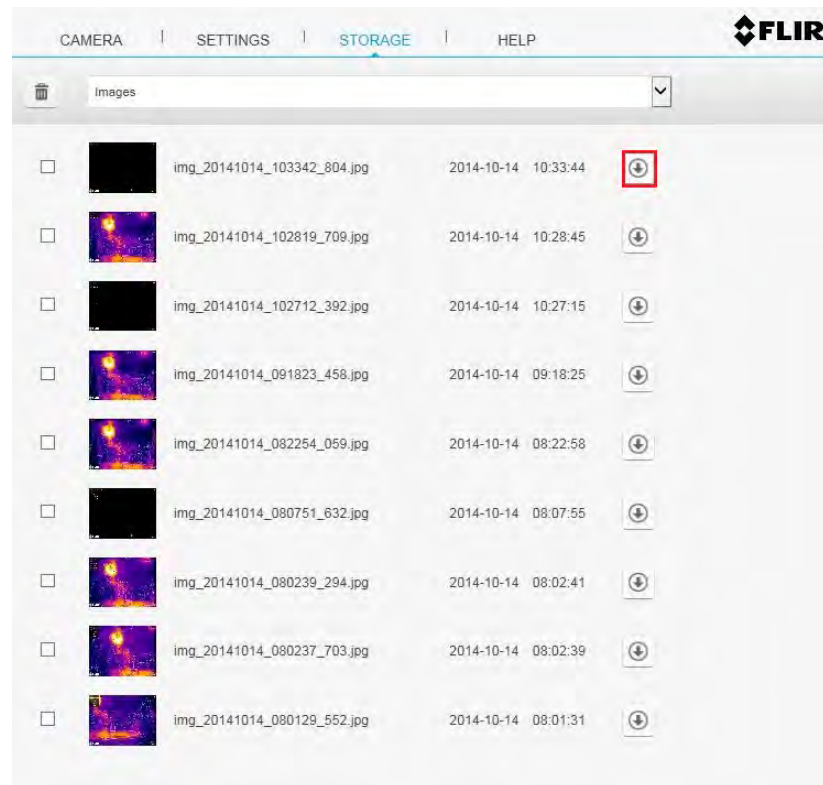 CAMERA | SETTINGS | STORAGE | HELP FLIR
Images
img_20141014_103342_804.jpg 2014-10-14 10:33:44
img_20141014_102819_709.jpg 2014-10-14 10:28:45
img_20141014_102712_392.jpg 2014-10-14 10:27:15
img_20141014_091823_458.jpg 2014-10-14 09:18:25
img_20141014_082254_059.jpg 2014-10-14 08:22:58
img_20141014_080751_632.jpg 2014-10-14 08:07:55
img_20141014_080239_294.jpg 2014-10-14 08:02:41
img_20141014_080237_703.jpg 2014-10-14 08:02:39
img_20141014_080129_552.jpg 2014-10-14 08:01:31